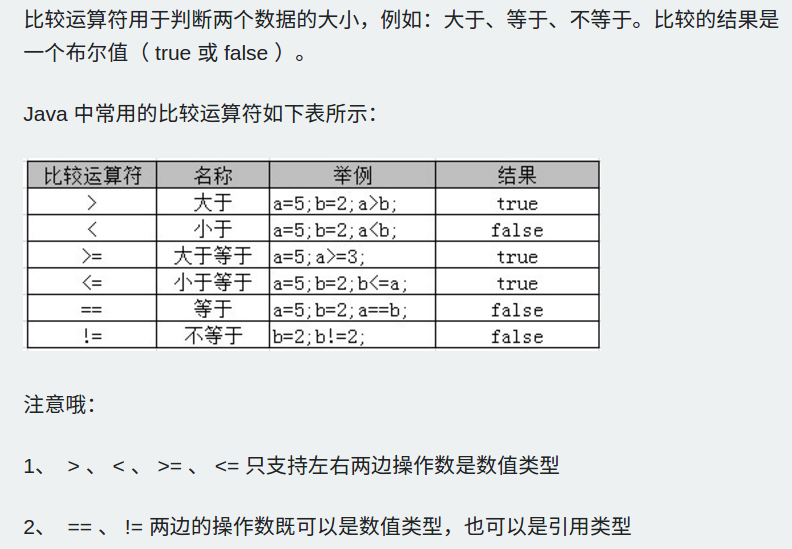 比较运算符用于判断两个数据的大小，例如：大于、等于、不等于。比较的结果是
一个布尔值（ true 或 false ）。
Java 中常用的比较运算符如下表所示：
比较运算符 名称 举例 结果
> 大于 a=5;b=2;a>b; true
< 小于 a=5;b=2;a<b; false
>= 大于等于 a=5;a>=3; true
<= 小于等于 a=5;b=2;b<=a; true
== 等于 a=5;b=2;a==b; false
!= 不等于 b=2;b!=2; false
注意哦：
1、 > 、 < 、 >= 、 <= 只支持左右两边操作数是数值类型
2、 == 、 != 两边的操作数既可以是数值类型，也可以是引用类型